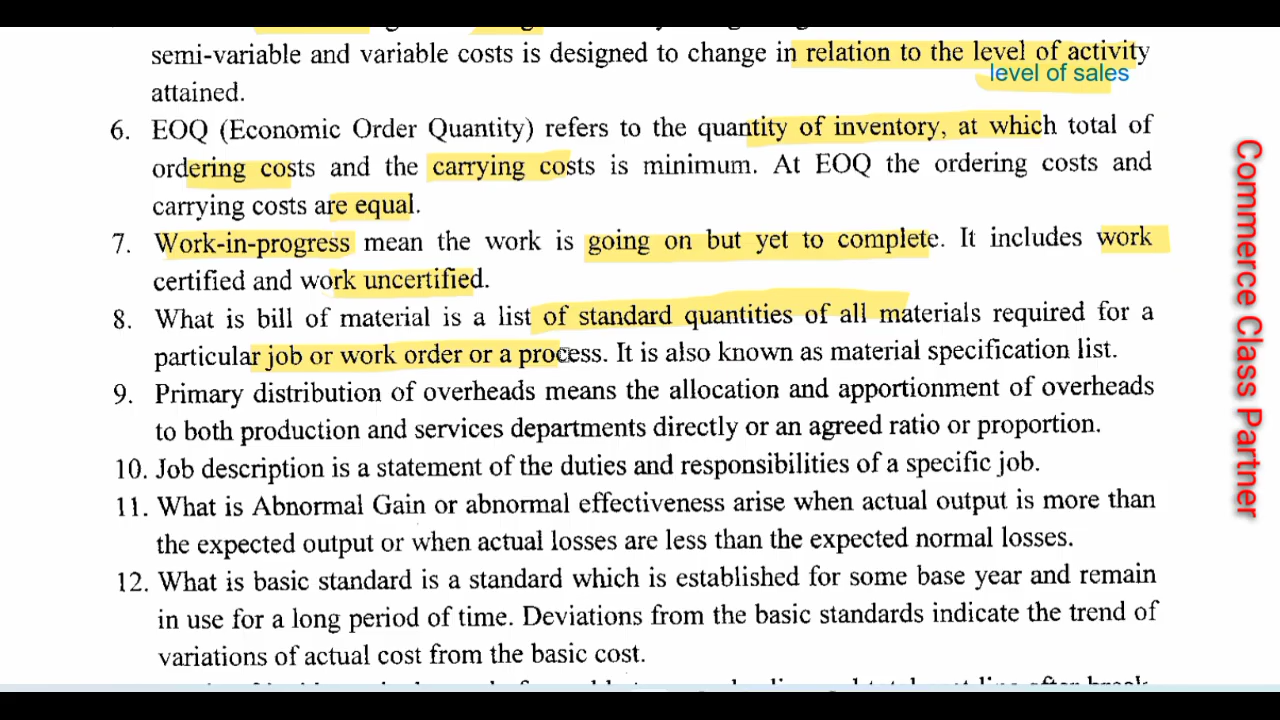 semi-variable and variable costs is designed to change in relation to the level of activity
level of sales
attained.
6. EOQ (Economic Order Quantity) refers to the quantity of inventory, at which total of
ordering costs and the carrying costs is minimum. At EOQ the ordering costs and
carrying costs are equal.
7. Work-in-progress mean the work is going on but yet to complete. It includes work
certified and work uncertified.
8. What is bill of material is a list of standard quantities of all materials required for a
particular job or work order or a process. It is also known as material specification list.
9. Primary distribution of overheads means the allocation and apportionment of overheads
to both production and services departments directly or an agreed ratio or proportion.
10. Job description is a statement of the duties and responsibilities of a specific job.
11. What is Abnormal Gain or abnormal effectiveness arise when actual output is more than
the expected output or when actual losses are less than the expected normal losses.
12. What is basic standard is a standard which is established for some base year and remain
in use for a long period of time. Deviations from the basic standards indicate the trend of
variations of actual cost from the basic cost.
Commerce Class Partner